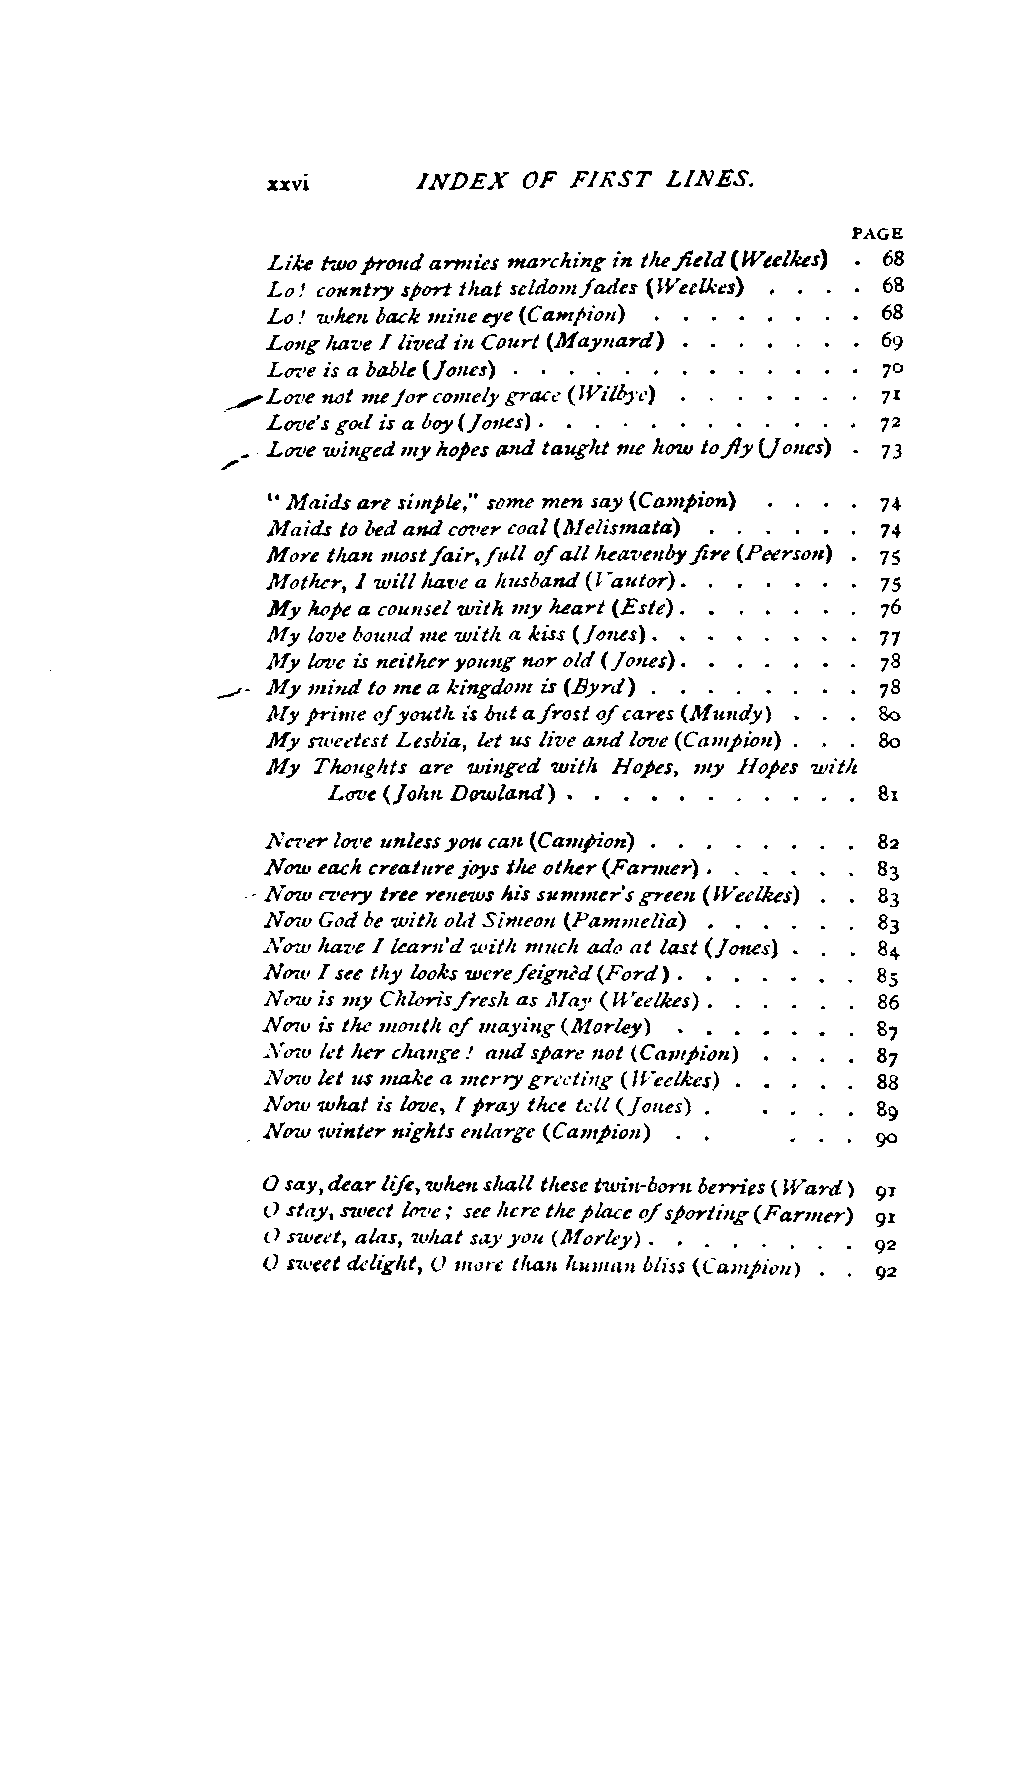 xxvi INDEX OF FIRST LINES.
PAGE
Like two proud armies marching in the field (Weelkes) . 68
Lo! country sport that seldom fades (Weelkes) . . . . 68
Lo! when back mine eye (Campion) . . . . . . . . 68
Long have I lived in Court (Maynard) . . . . . . . 69
Love is a bable (Jones) . . . . . . . . . . . . . 70
Love not me for comely grace (Wilbye) . . . . . . . 71
Love's god is a boy (Jones) . . . . . . . . . . . . 72
Love winged my hopes and taught me how to fly (Jones) . 73
"Maids are simple," some men say (Campion) . . . . 74
Maids to bed and cover coal (Melismata) . . . . . . 74
More than most fair, full of all heavenby fire (Peerson) . 75
Mother, I will have a husband (Vautor) . . . . . . . 75
My hope a counsel with my heart (Este) . . . . . . . 76
My love bound me with a kiss (Jones) . . . . . . . . 77
My love is neither young nor old (Jones) . . . . . . . 78
My mind to me a kingdom is (Byrd) . . . . . . . . 78
My prime of youth is but a frost of cares (Mundy) . . . 80
My sweetest Lesbia, let us live and love (Campion) . . . 80
My Thoughts are winged with Hopes, my Hopes with
Love (John Dowland) . . . . . . . . . . . 81
Never love unless you can (Campion) . . . . . . . . 82
Now each creature joys the other (Farmer) . . . . . . 83
Now every tree renews his summer's green (Weelkes) . . 83
Now God be with old Simeon (Pammelia) . . . . . . 83
Now have I learn'd with much ado at last (Jones) . . . 84
Now I see thy looks were feignèd (Ford) . . . . . . . 85
Now is my Chloris fresh as May (Weelkes) . . . . . . 86
Now is the month of maying (Morley) . . . . . . . 87
Now let her change! and spare not (Campion) . . . . 87
Now let us make a merry greeting (Weelkes) . . . . . 88
Now what is love, I pray thee tell (Jones) . . . . . 89
Now winter nights enlarge (Campion) . . . . . 90
O say, dear life, when shall these twin-born berries (Ward) 91
O stay, sweet love; see here the place of sporting (Farmer) 91
O sweet, alas, what say you (Morley) . . . . . . . . 92
O sweet delight, O more than human bliss (Campion) . . 92